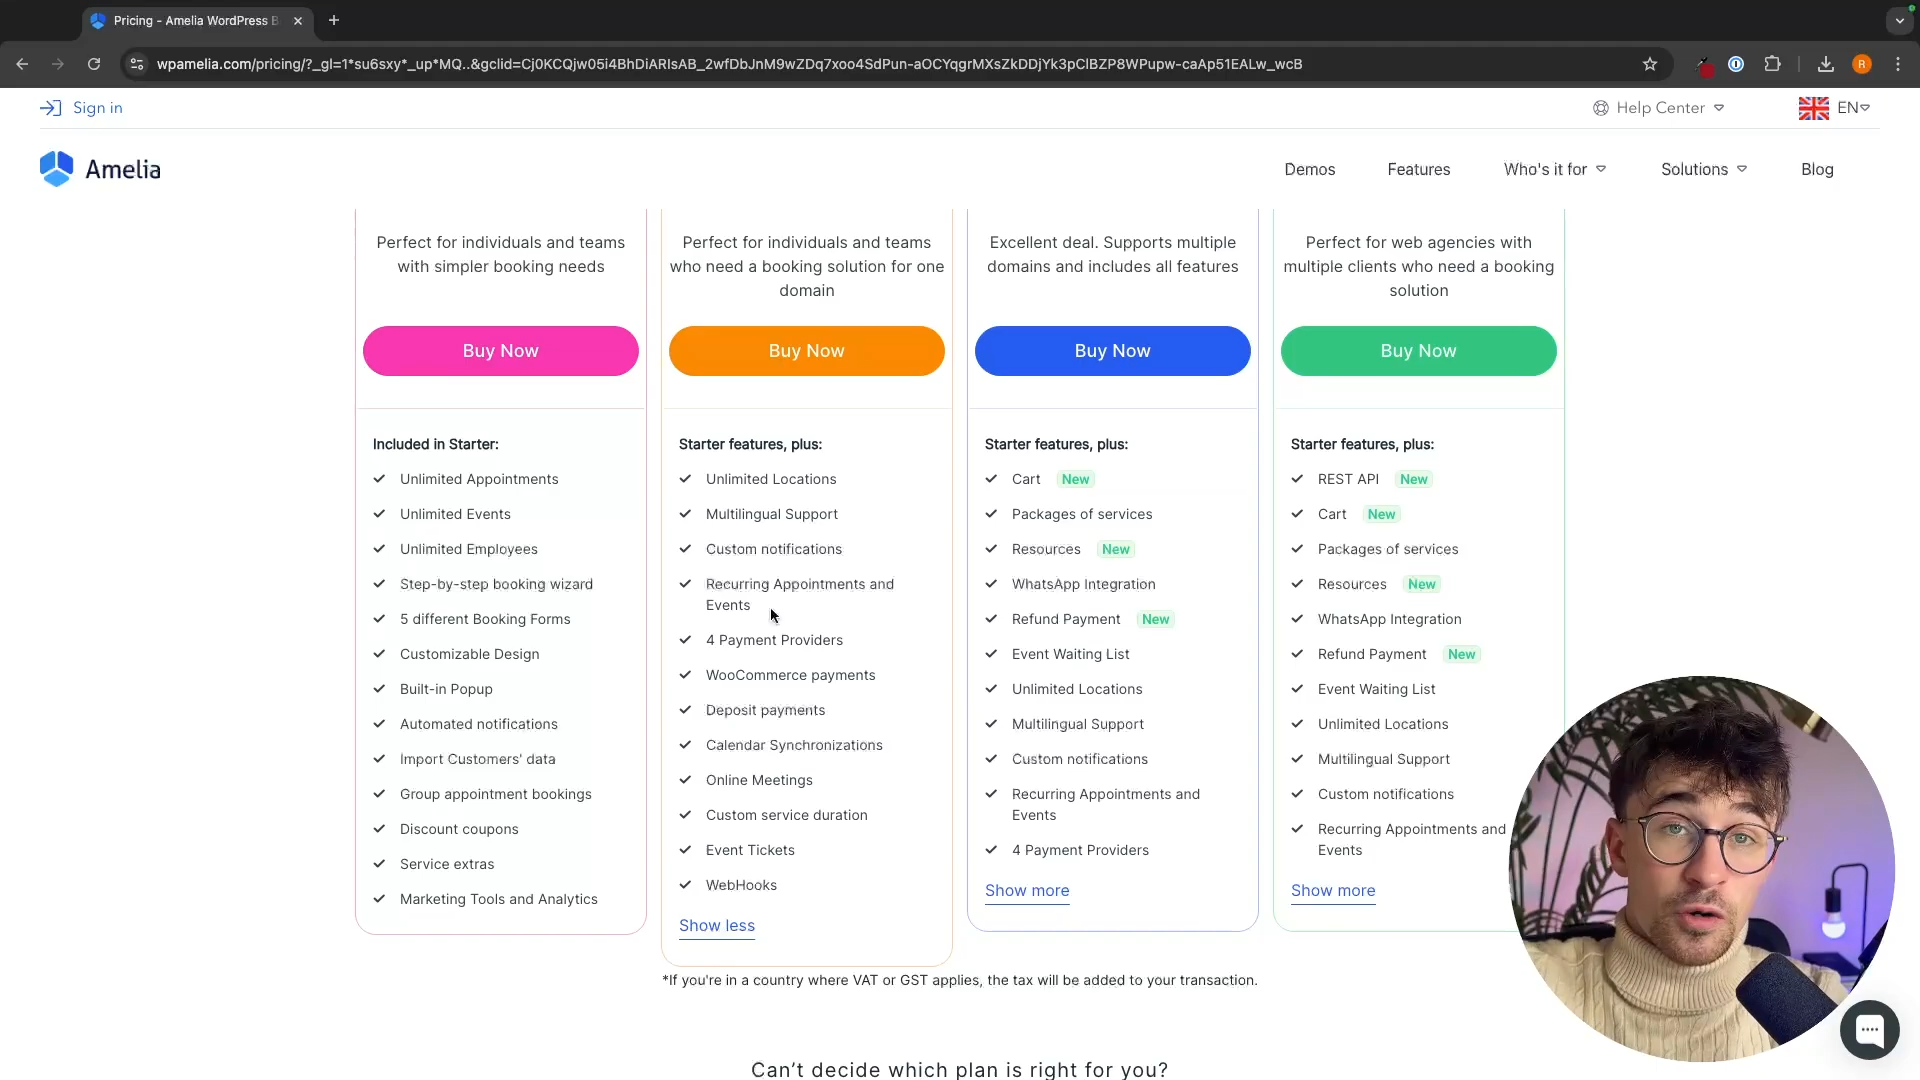 Pricing - Amelia WordPress B
wpamelia.com/pricing/?_gl=1*su6sxy*_up*MQ..&gclid=Cj0KCQjw05i4BhDiARIsAB_2wfDbJnM9wZDq7xoo4SdPun-aOCYqgrMXsZkDDjYk3pClBZP8WPupw-caAp51EALw_wcB
R
Sign in
Help Center
EN
Amelia
Demos
Features
Who's it for
Solutions
Blog
Perfect for individuals and teams
with simpler booking needs
Buy Now
Included in Starter:
Unlimited Appointments
Unlimited Events
Unlimited Employees
Step-by-step booking wizard
5 different Booking Forms
Customizable Design
Built-in Popup
Automated notifications
Import Customers' data
Group appointment bookings
Discount coupons
Service extras
Marketing Tools and Analytics
Perfect for individuals and teams
who need a booking solution for one
domain
Buy Now
Starter features, plus:
Unlimited Locations
Multilingual Support
Custom notifications
Recurring Appointments and
Events
4 Payment Providers
WooCommerce payments
Deposit payments
Calendar Synchronizations
Online Meetings
Custom service duration
Event Tickets
WebHooks
Show less
Excellent deal. Supports multiple
domains and includes all features
Buy Now
Starter features, plus:
Cart New
Packages of services
Resources New
WhatsApp Integration
Refund Payment New
Event Waiting List
Unlimited Locations
Multilingual Support
Custom notifications
Recurring Appointments and
Events
4 Payment Providers
Show more
Perfect for web agencies with
multiple clients who need a booking
solution
Buy Now
Starter features, plus:
REST API New
Cart New
Packages of services
Resources New
WhatsApp Integration
Refund Payment New
Event Waiting List
Unlimited Locations
Multilingual Support
Custom notifications
Recurring Appointments and
Events
Show more
*If you're in a country where VAT or GST applies, the tax will be added to your transaction.
Can't decide which plan is right for you?